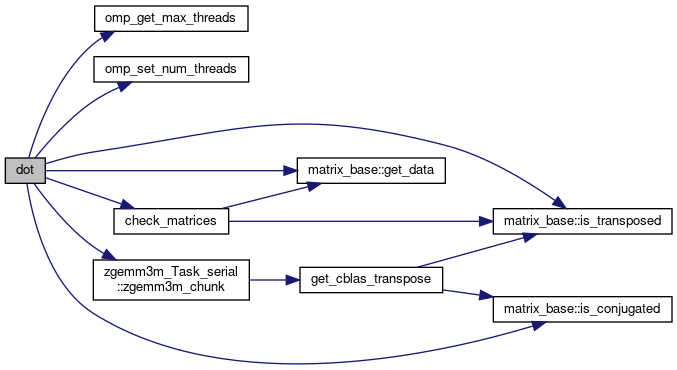 omp_get_max_threads
omp_set_num_threads
dot
matrix_base::get_data
check_matrices
matrix_base::is_transposed
zgemm3m_Task_serial
::zgemm3m_chunk
get_cblas_transpose
matrix_base::is_conjugated